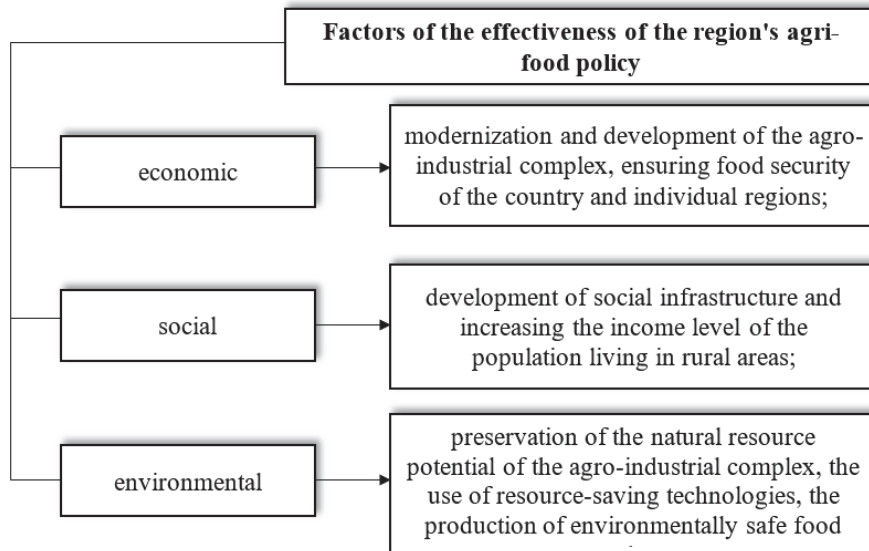 Factors of the effectiveness of the region's agri-
food policy
economic
modernization and development of the agro-
industrial complex, ensuring food security
of the country and individual regions;
social
development of social infrastructure and
increasing the income level of the
population living in rural areas;
environmental
preservation of the natural resource
potential of the agro-industrial complex, the
use of resource-saving technologies, the
production of environmentally safe food